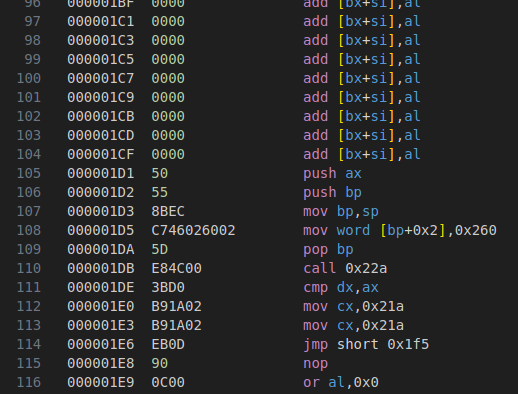 96 000001BF 0000 add [bx+si],al
97 000001C1 0000 add [bx+si],al
98 000001C3 0000 add [bx+si],al
99 000001C5 0000 add [bx+si],al
100 000001C7 0000 add [bx+si],al
101 000001C9 0000 add [bx+si],al
102 000001CB 0000 add [bx+si],al
103 000001CD 0000 add [bx+si],al
104 000001CF 0000 add [bx+si],al
105 000001D1 50 push ax
106 000001D2 55 push bp
107 000001D3 8BEC mov bp,sp
108 000001D5 C746026002 mov word [bp+0x2],0x260
109 000001DA 5D pop bp
110 000001DB E84C00 call 0x22a
111 000001DE 3BD0 cmp dx,ax
112 000001E0 B91A02 mov cx,0x21a
113 000001E3 B91A02 mov cx,0x21a
114 000001E6 EB0D jmp short 0x1f5
115 000001E8 90 nop
116 000001E9 0C00 or al,0x0